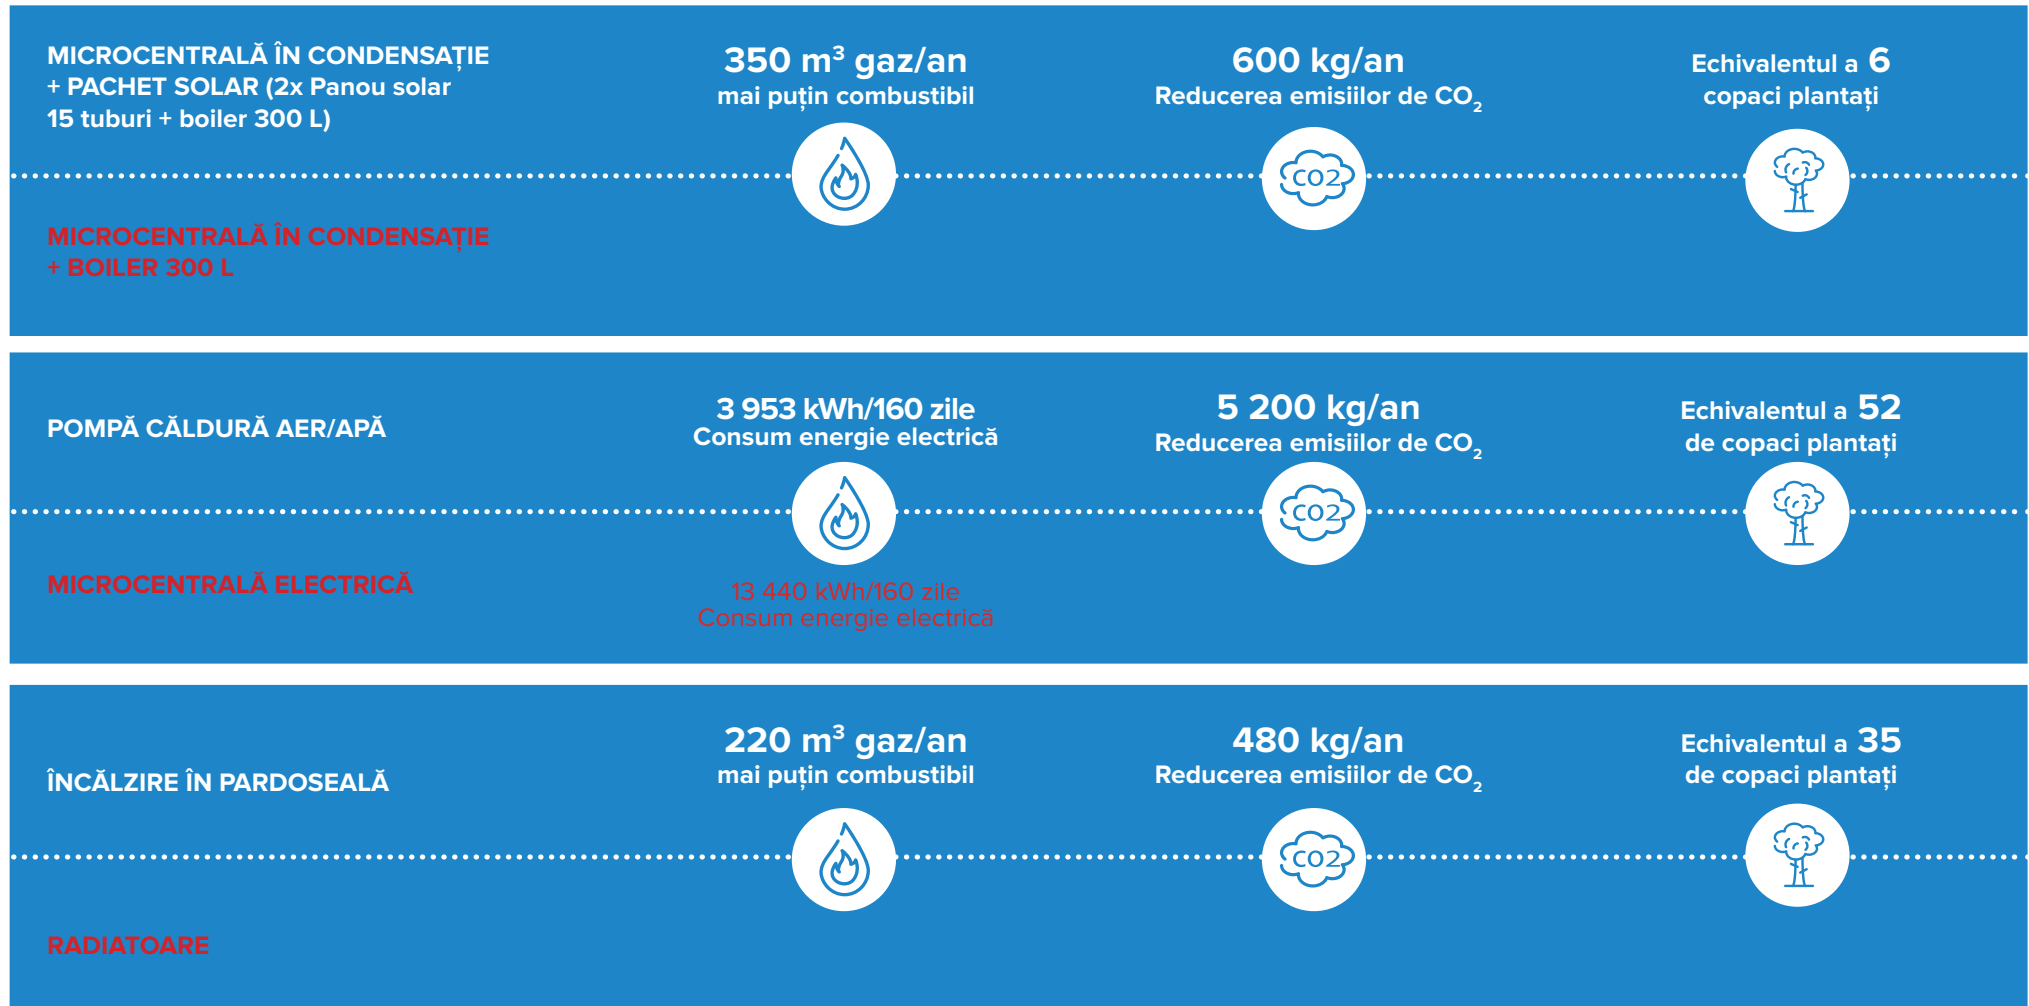 MICROCENTRALĂ ÎN CONDENSAȚIE
+ PACHET SOLAR (2x Panou solar
15 tuburi + boiler 300 L)
350 m³ gaz/an
mai puțin combustibil
600 kg/an
Reducerea emisiilor de CO₂
Echivalentul a 6
copaci plantați
CO2
MICROCENTRALĂ ÎN CONDENSAȚIE
+ BOILER 300 L
POMPĂ CĂLDURĂ AER/APĂ
3 953 kWh/160 zile
Consum energie electrică
5 200 kg/an
Reducerea emisiilor de CO₂
Echivalentul a 52
de copaci plantați
CO2
MICROCENTRALĂ ELECTRICĂ
13 440 kWh/160 zile
Consum energie electrică
ÎNCĂLZIRE ÎN PARDOSEALĂ
220 m³ gaz/an
mai puțin combustibil
480 kg/an
Reducerea emisiilor de CO₂
Echivalentul a 35
de copaci plantați
CO2
RADIATOARE